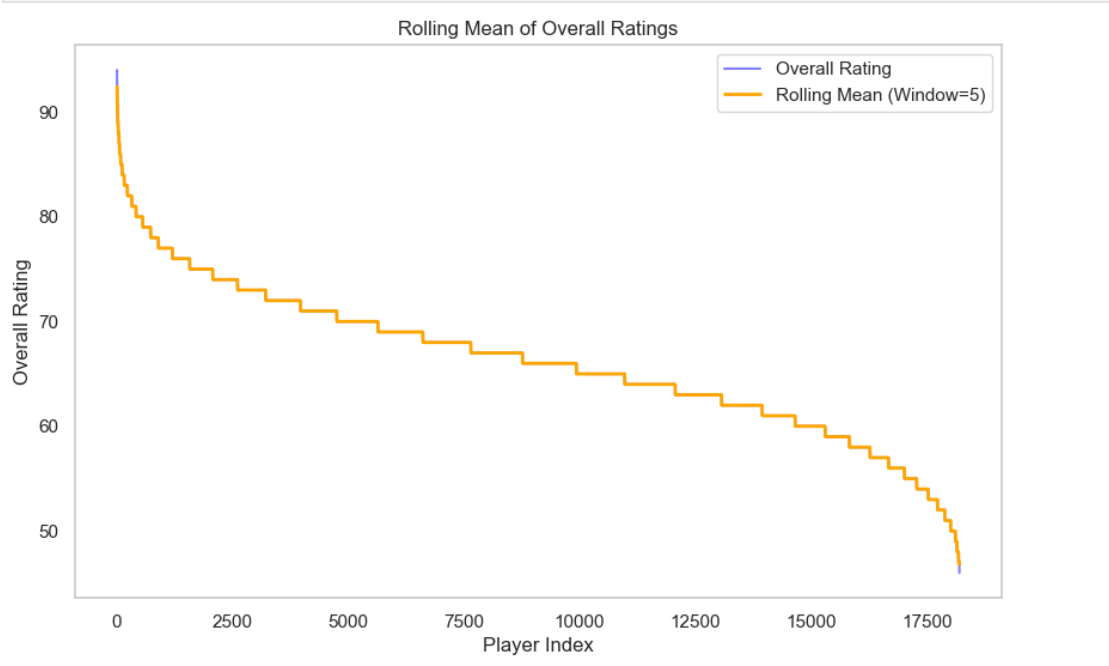 Rolling Mean of Overall Ratings
Overall Rating
Rolling Mean (Window=5)
90
80
70
60
50
Overall Rating
0 2500 5000 7500 10000 12500 15000 17500
Player Index